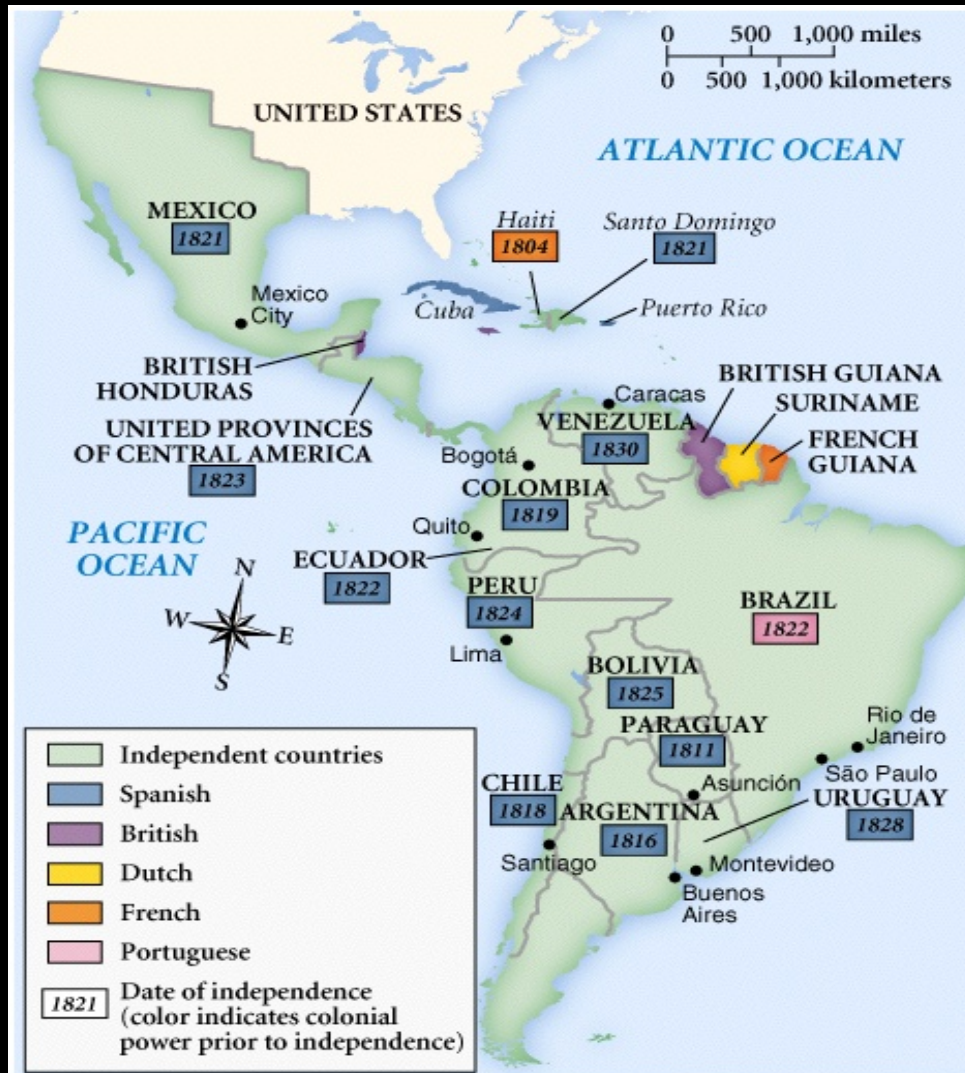 0 500 1,000 miles
0 500 1,000 kilometers
UNITED STATES
ATLANTIC OCEAN
MEXICO
1821
Haiti
1804
Santo Domingo
1821
Mexico
City
Cuba
Puerto Rico
BRITISH
HONDURAS
UNITED PROVINCES
OF CENTRAL AMERICA
1823
Caracas
VENEZUELA
1830
BRITISH GUIANA
SURINAME
FRENCH
GUIANA
Bogotá
COLOMBIA
1819
PACIFIC
OCEAN
Quito
ECUADOR
1822
PERU
1824
Lima
BRAZIL
1822
N
W
E
S
BOLIVIA
1825
PARAGUAY
1811
Asunción
Rio de
Janeiro
São Paulo
URUGUAY
1828
CHILE
1818
ARGENTINA
1816
Santiago
Montevideo
Buenos
Aires
Independent countries
Spanish
British
Dutch
French
Portuguese
1821 Date of independence
(color indicates colonial
power prior to independence)